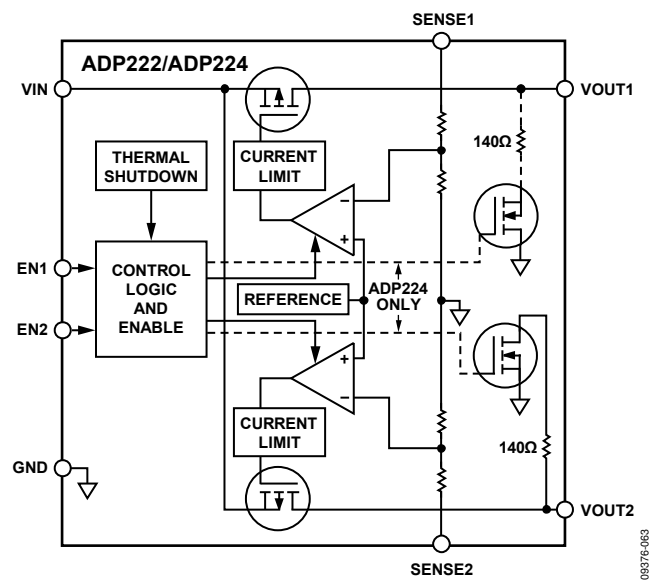 SENSE1
ADP222/ADP224
VIN
VOUT1
THERMAL
SHUTDOWN
CURRENT
LIMIT
140Ω
–
+
EN1
EN2
CONTROL
LOGIC
AND
ENABLE
REFERENCE
ADP224
ONLY
+
–
CURRENT
LIMIT
140Ω
GND
VOUT2
SENSE2
09376-063